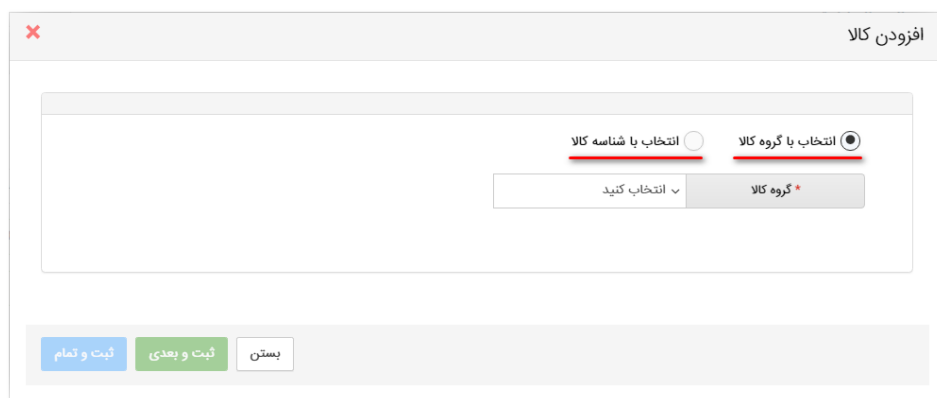 افزودن کالا
انتخاب با گروه کالا انتخاب با شناسه کالا
* گروه کالا انتخاب کنید
بستن ثبت و بعدی ثبت و تمام